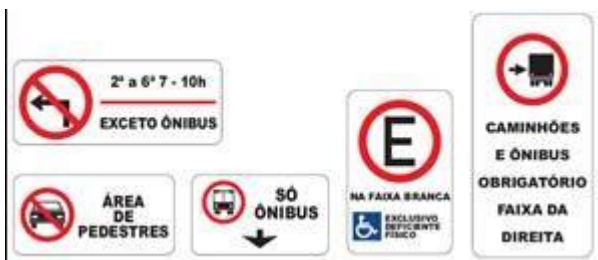 2ª a 6ª 7 - 10h
EXCETO ÔNIBUS
ÁREA
DE
PEDESTRES
SÓ
ÔNIBUS
E
NA FAIXA BRANCA
EXCLUSIVO
DEFICIENTE
FÍSICO
CAMINHÕES
E ÔNIBUS
OBRIGATÓRIO
FAIXA DA
DIREITA